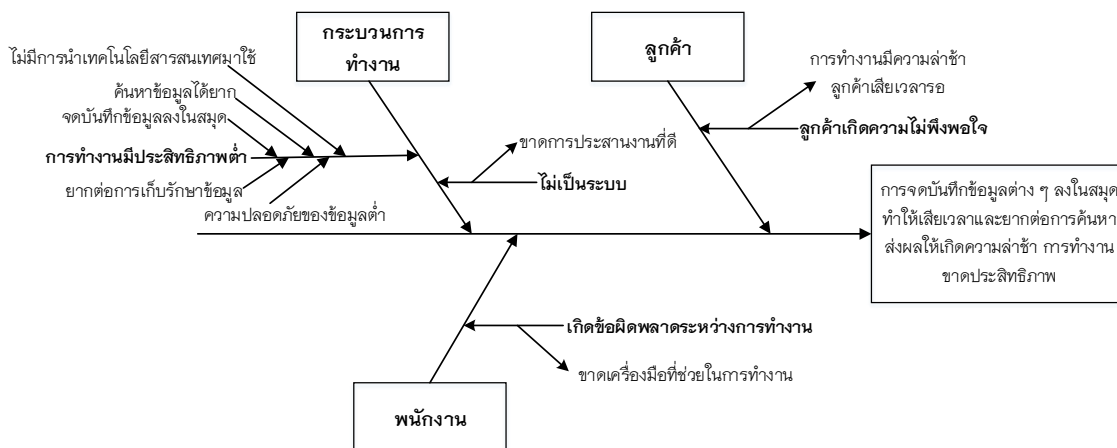 กระบวนการ
ทำงาน
ลูกค้า
ไม่มีการนำเทคโนโลยีสารสนเทศมาใช้
ค้นหาข้อมูลได้ยาก
จดบันทึกข้อมูลลงในสมุด
การทำงานมีประสิทธิภาพต่ำ
ยากต่อการเก็บรักษาข้อมูล
ความปลอดภัยของข้อมูลต่ำ
ขาดการประสานงานที่ดี
ไม่เป็นระบบ
การทำงานมีความล่าช้า
ลูกค้าเสียเวลารอ
ลูกค้าเกิดความไม่พึงพอใจ
การจดบันทึกข้อมูลต่าง ๆ ลงในสมุด
ทำให้เสียเวลาและยากต่อการค้นหา
ส่งผลให้เกิดความล่าช้า การทำงาน
ขาดประสิทธิภาพ
เกิดข้อผิดพลาดระหว่างการทำงาน
ขาดเครื่องมือที่ช่วยในการทำงาน
พนักงาน